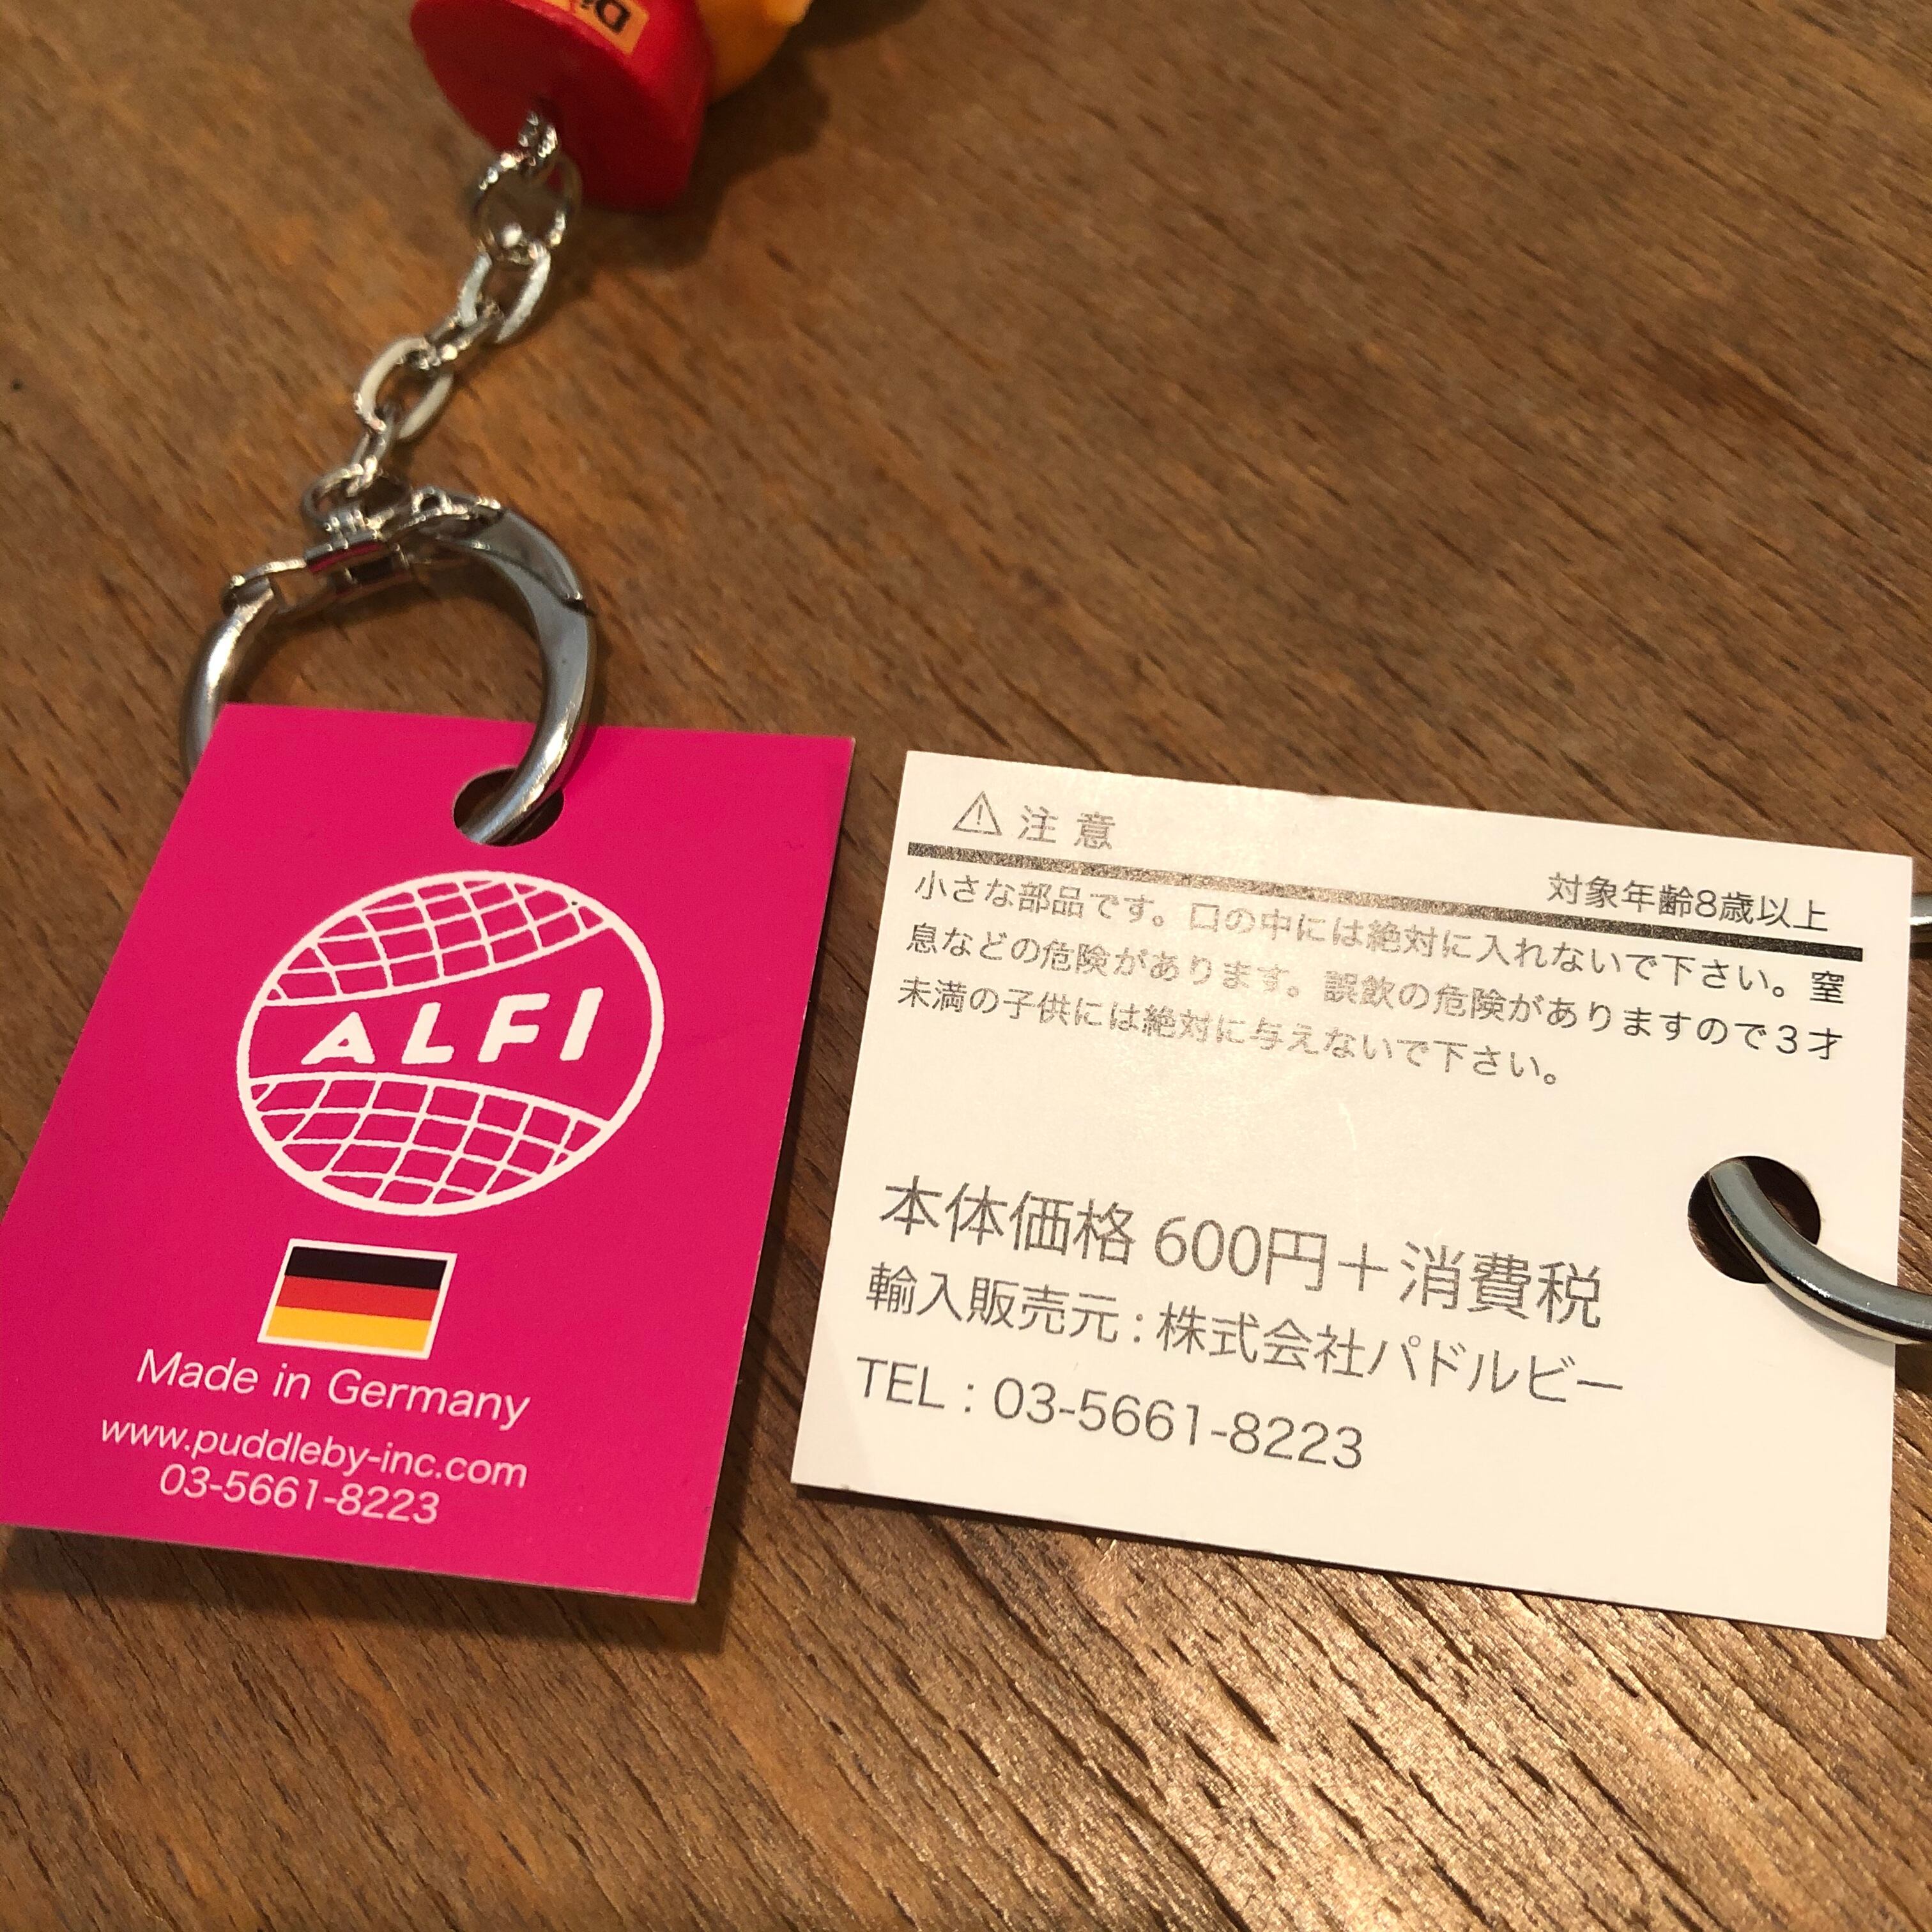 ALFI
Made in Germany
www.puddleby-inc.com
03-5661-8223
注意
対象年齢8歳以上
小さな部品です。口の中には絶対に入れないで下さい。窒
息などの危険があります。誤飲の危険がありますので3才
未満の子供には絶対に与えないで下さい。
本体価格 600円＋消費税
輸入販売元 : 株式会社パドルビー
TEL : 03-5661-8223